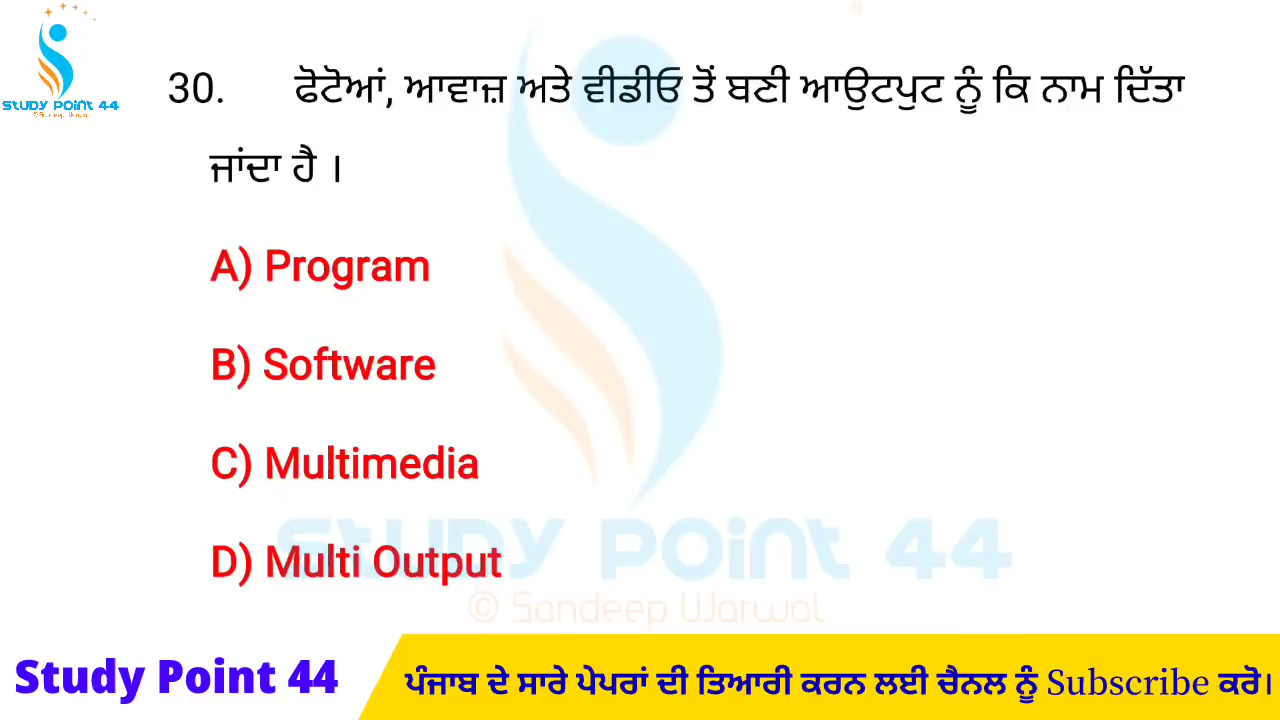 STUDY POINT 44
30. ਫੋਟੋਆਂ, ਆਵਾਜ਼ ਅਤੇ ਵੀਡੀਓ ਤੋਂ ਬਣੀ ਆਉਟਪੁਟ ਨੂੰ ਕਿ ਨਾਮ ਦਿੱਤਾ
ਜਾਂਦਾ ਹੈ ।
A) Program
B) Software
C) Multimedia
D) Multi Output
STUDY POINT 44
© Sandeep Warwal
Study Point 44
ਪੰਜਾਬ ਦੇ ਸਾਰੇ ਪੇਪਰਾਂ ਦੀ ਤਿਆਰੀ ਕਰਨ ਲਈ ਚੈਨਲ ਨੂੰ Subscribe ਕਰੋ।